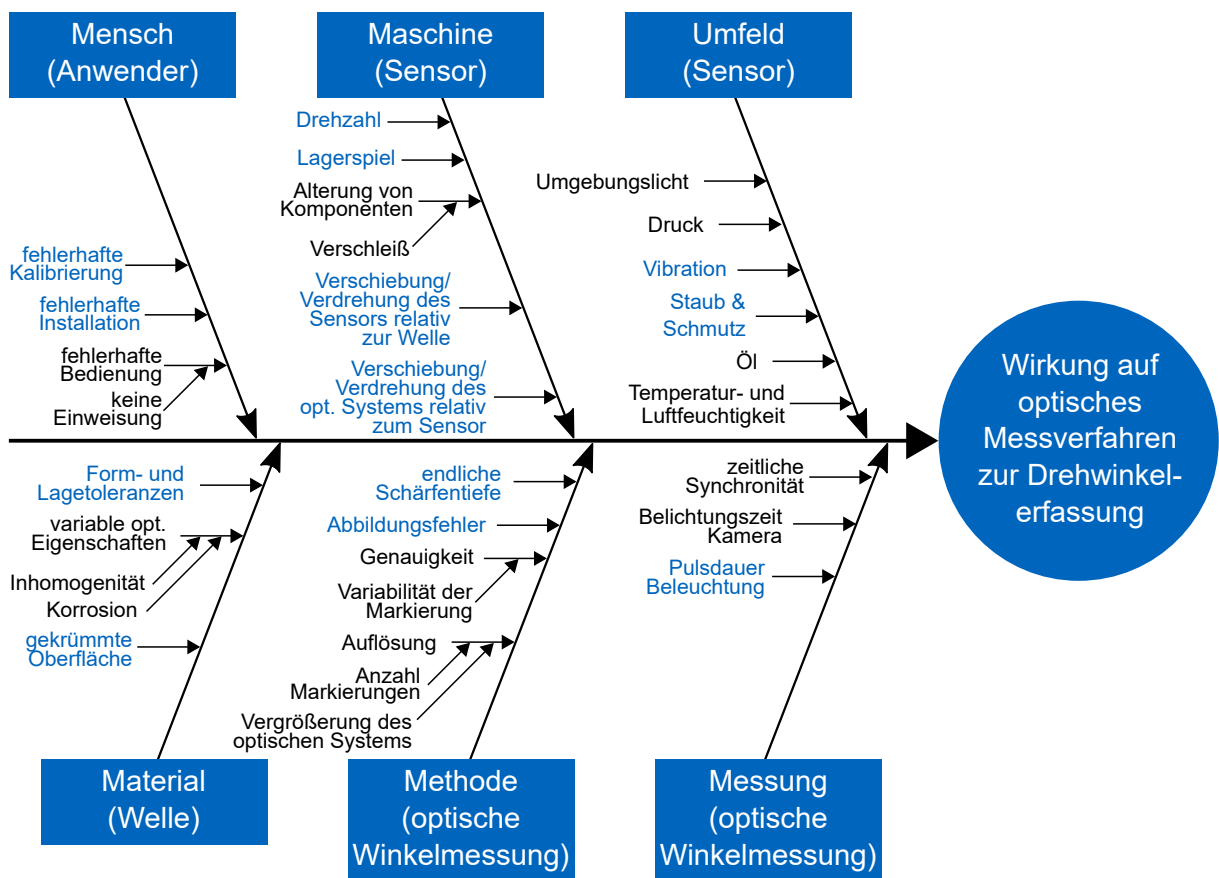 Mensch
(Anwender)
Maschine
(Sensor)
Umfeld
(Sensor)
fehlerhafte
Kalibrierung
fehlerhafte
Installation
fehlerhafte
Bedienung
keine
Einweisung
Drehzahl
Lagerspiel
Alterung von
Komponenten
Verschleiß
Verschiebung/
Verdrehung des
Sensors relativ
zur Welle
Verschiebung/
Verdrehung des
opt. Systems relativ
zum Sensor
Umgebungslicht
Druck
Vibration
Staub &
Schmutz
Öl
Temperatur- und
Luftfeuchtigkeit
Wirkung auf
optisches
Messverfahren
zur Drehwinkel-
erfassung
Form- und
Lagetoleranzen
variable opt.
Eigenschaften
Inhomogenität
Korrosion
gekrümmte
Oberfläche
endliche
Schärfentiefe
Abbildungsfehler
Genauigkeit
Variabilität der
Markierung
Auflösung
Anzahl
Markierungen
Vergrößerung des
optischen Systems
zeitliche
Synchronität
Belichtungszeit
Kamera
Pulsdauer
Beleuchtung
Material
(Welle)
Methode
(optische
Winkelmessung)
Messung
(optische
Winkelmessung)